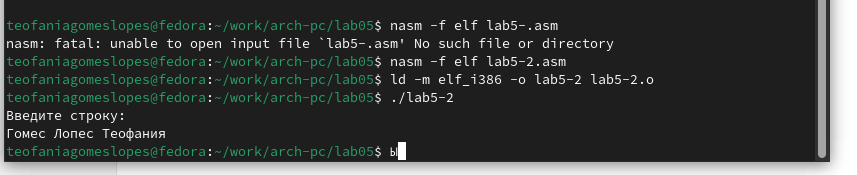 teofaniagomeslopes@fedora:~/work/arch-pc/lab05$ nasm -f elf lab5-.asm
nasm: fatal: unable to open input file `lab5-.asm' No such file or directory
teofaniagomeslopes@fedora:~/work/arch-pc/lab05$ nasm -f elf lab5-2.asm
teofaniagomeslopes@fedora:~/work/arch-pc/lab05$ ld -m elf_i386 -o lab5-2 lab5-2.o
teofaniagomeslopes@fedora:~/work/arch-pc/lab05$ ./lab5-2
Введите строку:
Гомес Лопес Теофания
teofaniagomeslopes@fedora:~/work/arch-pc/lab05$ ы